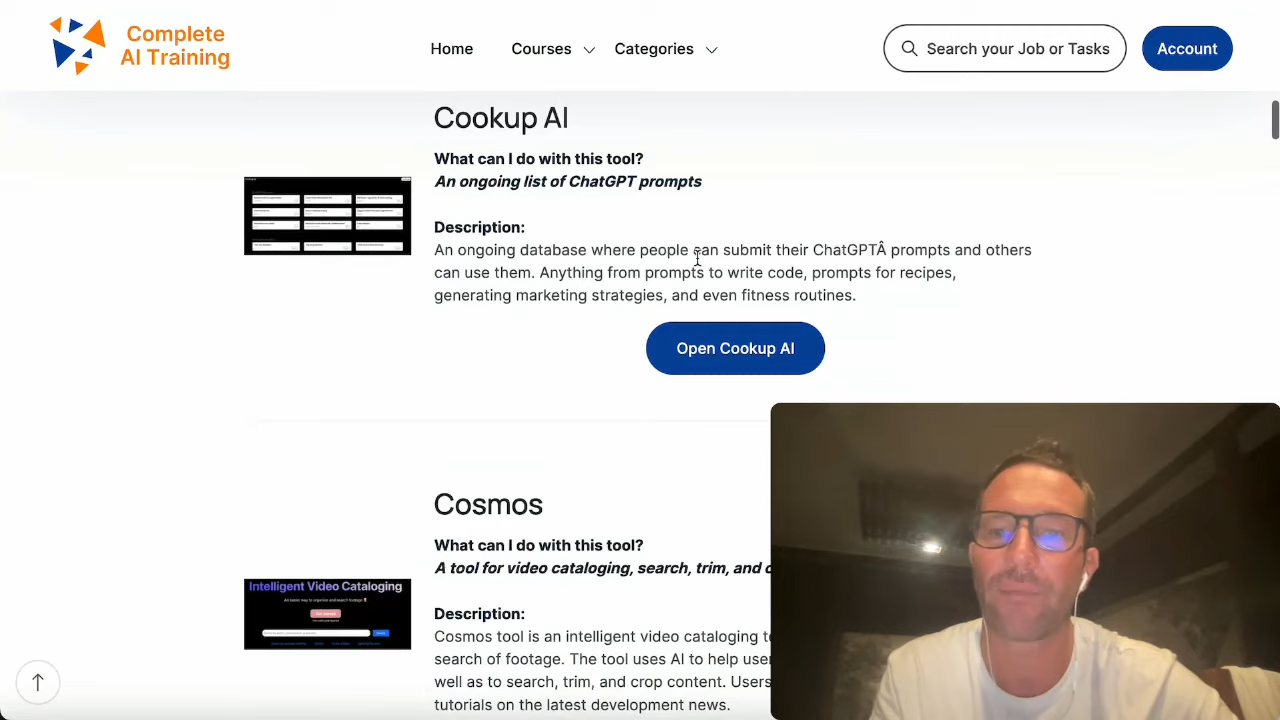 Complete
AI Training
Home
Courses
Categories
Search your Job or Tasks
Account
Cookup AI
What can I do with this tool?
An ongoing list of ChatGPT prompts
Description:
An ongoing database where people can submit their ChatGPTÂ prompts and others
can use them. Anything from prompts to write code, prompts for recipes,
generating marketing strategies, and even fitness routines.
Open Cookup AI
Cosmos
What can I do with this tool?
A tool for video cataloging, search, trim, and
Intelligent Video Cataloging
Description:
Cosmos tool is an intelligent video cataloging
search of footage. The tool uses AI to help
well as to search, trim, and crop content. Users
tutorials on the latest development news.